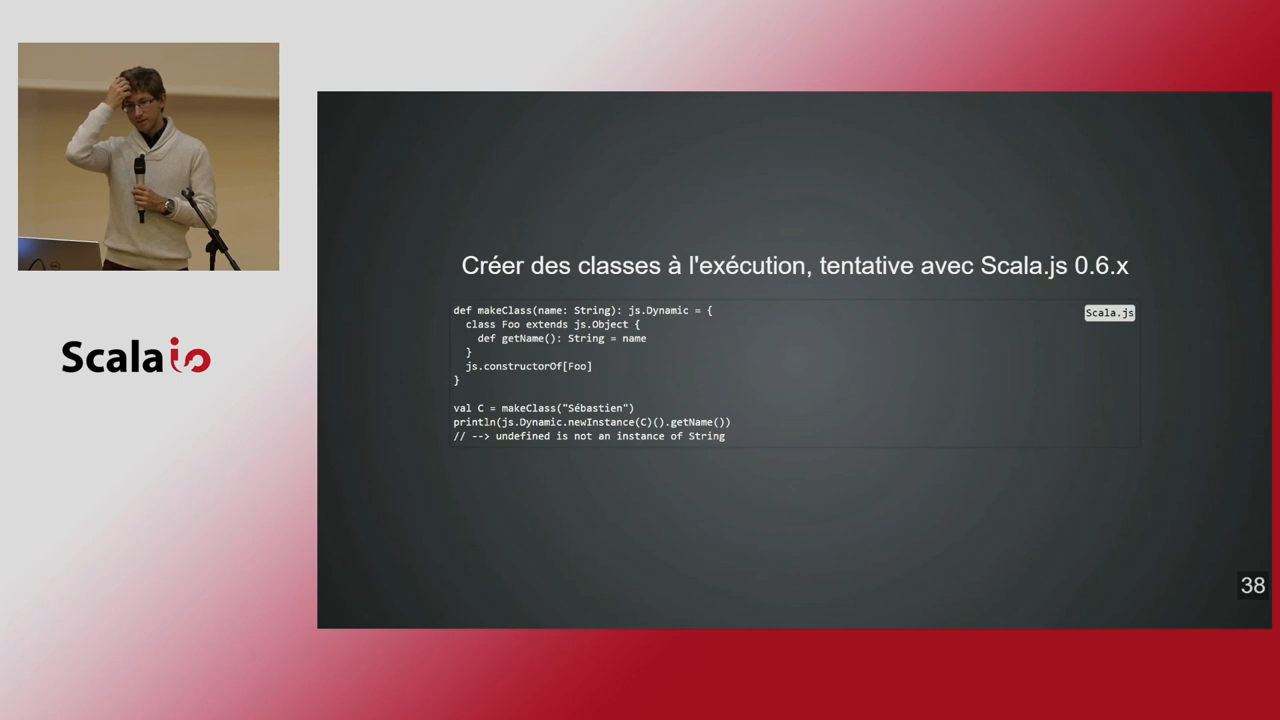 Scala io
Créer des classes à l'exécution, tentative avec Scala.js 0.6.x
Scala.js
def makeClass(name: String): js.Dynamic = {
  class Foo extends js.Object {
    def getName(): String = name
  }
  js.constructorOf[Foo]
}
val C = makeClass("Sébastien")
println(js.Dynamic.newInstance(C)().getName())
// --> undefined is not an instance of String
38